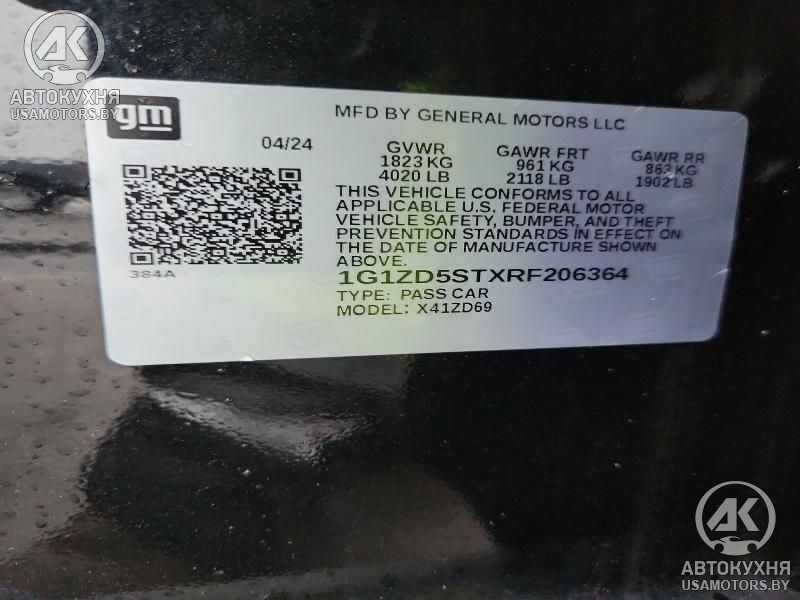 АК
АВТОКУХНЯ
USAMOTORS.BY
gm
MFD BY GENERAL MOTORS LLC
04/24
GVWR
1823 KG
4020 LB
GAWR FRT
961 KG
2118 LB
GAWR RR
863 KG
1902 LB
THIS VEHICLE CONFORMS TO ALL
APPLICABLE U.S. FEDERAL MOTOR
VEHICLE SAFETY, BUMPER, AND THEFT
PREVENTION STANDARDS IN EFFECT ON
THE DATE OF MANUFACTURE SHOWN
ABOVE.
384A
1G1ZD5STXRF206364
TYPE: PASS CAR
MODEL: X41ZD69
АК
АВТОКУХНЯ
USAMOTORS.BY